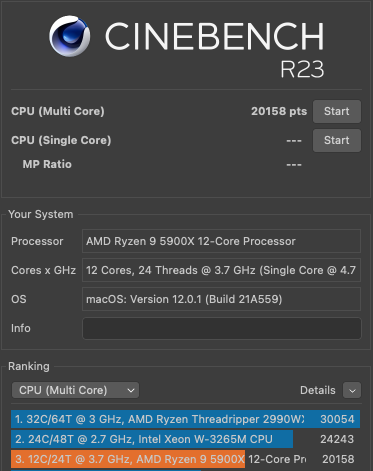 CINEBENCH
R23
CPU (Multi Core) 20158 pts Start
CPU (Single Core) --- Start
MP Ratio ---
Your System
Processor AMD Ryzen 9 5900X 12-Core Processor
Cores x GHz 12 Cores, 24 Threads @ 3.7 GHz (Single Core @ 4.7
OS macOS: Version 12.0.1 (Build 21A559)
Info
Ranking
CPU (Multi Core) Details
1. 32C/64T @ 3 GHz, AMD Ryzen Threadripper 2990WX 30054
2. 24C/48T @ 2.7 GHz, Intel Xeon W-3265M CPU 24243
3. 12C/24T @ 3.7 GHz, AMD Ryzen 9 5900X 12-Core Pr 20158